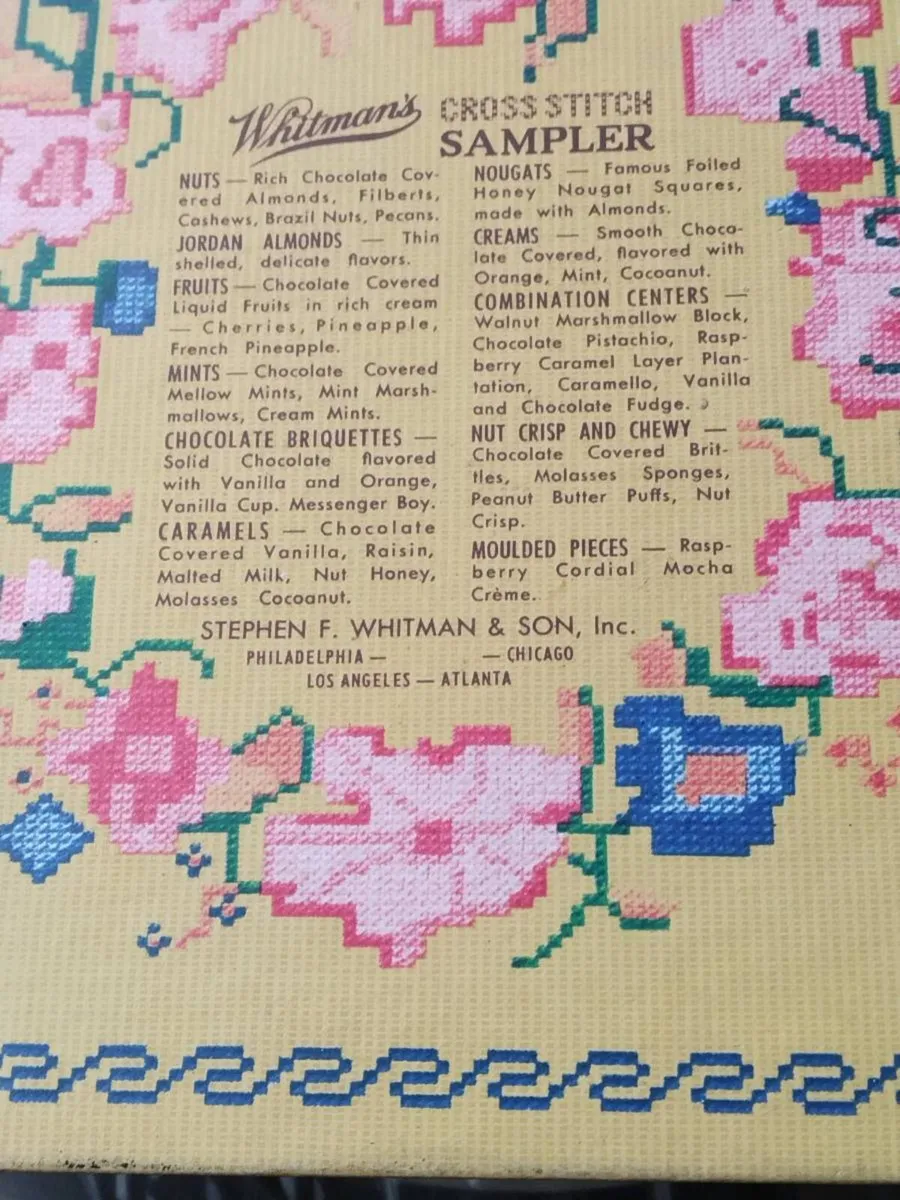 Whitman's CROSS STITCH
SAMPLER
NUTS — Rich Chocolate Cov-
ered Almonds, Filberts,
Cashews, Brazil Nuts, Pecans.
JORDAN ALMONDS — Thin
shelled, delicate flavors.
FRUITS — Chocolate Covered
Liquid Fruits in rich cream
— Cherries, Pineapple,
French Pineapple.
MINTS — Chocolate Covered
Mellow Mints, Mint Marsh-
mallows, Cream Mints.
CHOCOLATE BRIQUETTES —
Solid Chocolate flavored
with Vanilla and Orange,
Vanilla Cup. Messenger Boy.
CARAMELS — Chocolate
Covered Vanilla, Raisin,
Malted Milk, Nut Honey,
Molasses Cocoanut.
NOUGATS — Famous Foiled
Honey Nougat Squares,
made with Almonds.
CREAMS — Smooth Choco-
late Covered, flavored with
Orange, Mint, Cocoanut.
COMBINATION CENTERS —
Walnut Marshmallow Block,
Chocolate Pistachio, Rasp-
berry Caramel Layer Plan-
tation, Caramello, Vanilla
and Chocolate Fudge.
NUT CRISP AND CHEWY —
Chocolate Covered Brit-
tles, Molasses Sponges,
Peanut Butter Puffs, Nut
Crisp.
MOULDED PIECES — Rasp-
berry Cordial Mocha
Crème.
STEPHEN F. WHITMAN & SON, Inc.
PHILADELPHIA — — CHICAGO
LOS ANGELES — ATLANTA